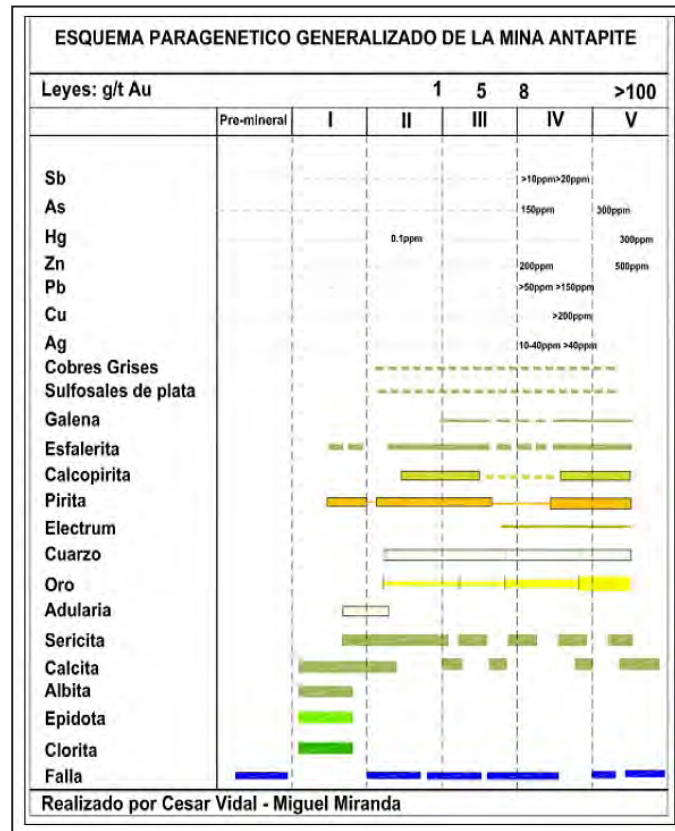 ESQUEMA PARAGENETICO GENERALIZADO DE LA MINA ANTAPITE
Leyes: g/t Au 1 5 8 >100
Pre-mineral I II III IV V
Sb >10ppm >20ppm
As 150ppm 300ppm
Hg 0.1ppm 300ppm
Zn 200ppm 500ppm
Pb >50ppm >150ppm
Cu >200ppm
Ag 10-40ppm >40ppm
Cobres Grises
Sulfosales de plata
Galena
Esfalerita
Calcopirita
Pirita
Electrum
Cuarzo
Oro
Adularia
Sericita
Calcita
Albita
Epidota
Clorita
Falla
Realizado por Cesar Vidal - Miguel Miranda